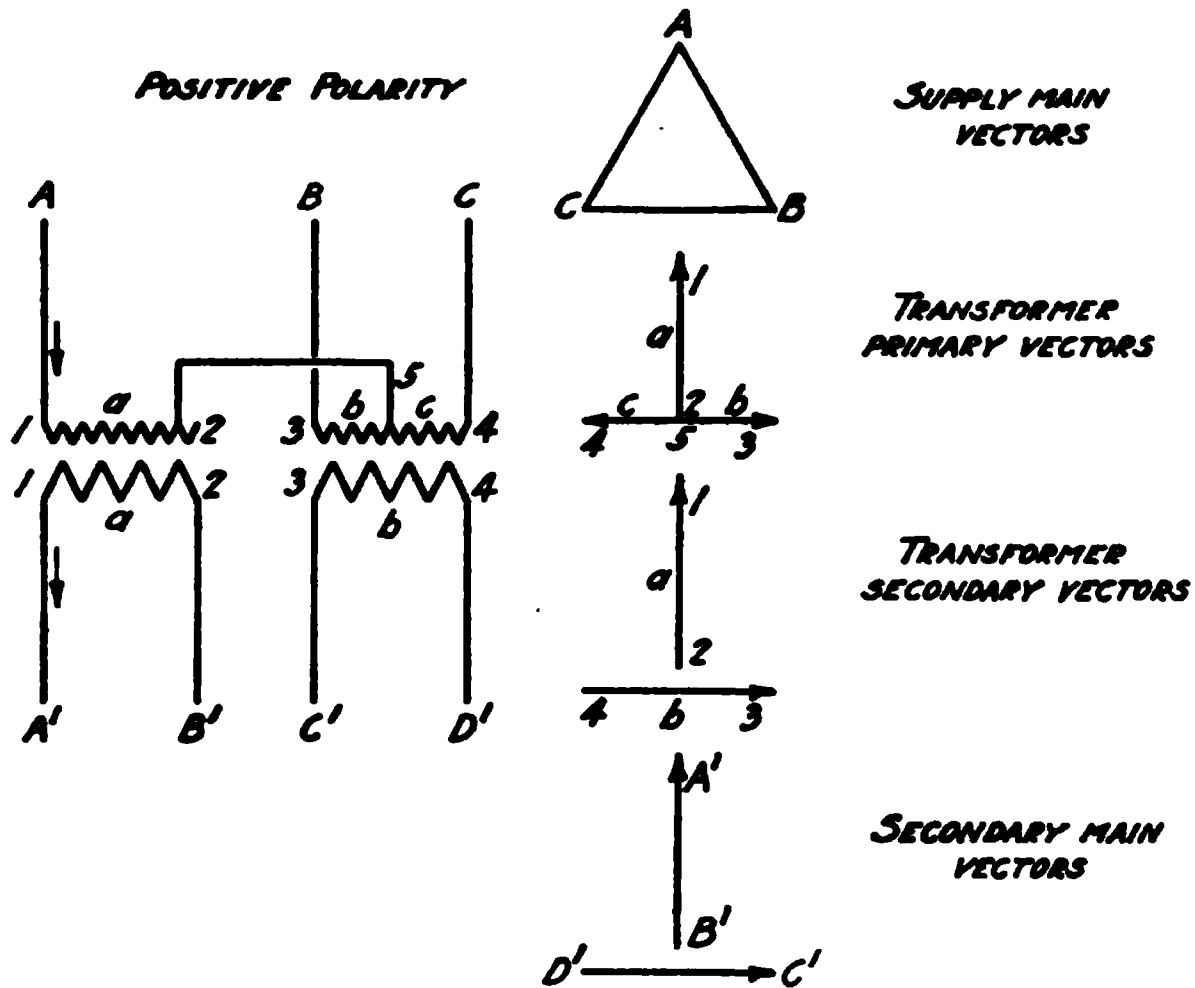 POSITIVE POLARITY
A B C
a 5
b c
1 2 3 4
1 2 3 4
a b
A' B' C' D'
A
C B
SUPPLY MAIN
VECTORS
1
a
c 2 b
4 5 3
TRANSFORMER
PRIMARY VECTORS
1
a
2
4 b 3
TRANSFORMER
SECONDARY VECTORS
A'
B'
D' C'
SECONDARY MAIN
VECTORS